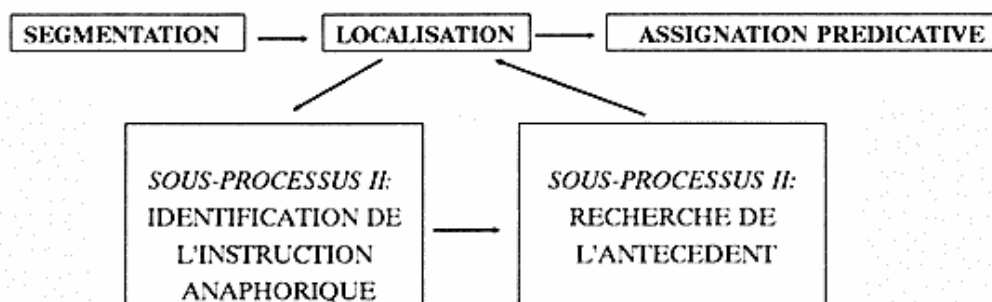 SEGMENTATION
LOCALISATION
ASSIGNATION PREDICATIVE
SOUS-PROCESSUS II:
IDENTIFICATION DE
L'INSTRUCTION
ANAPHORIQUE
SOUS-PROCESSUS II:
RECHERCHE DE
L'ANTECEDENT